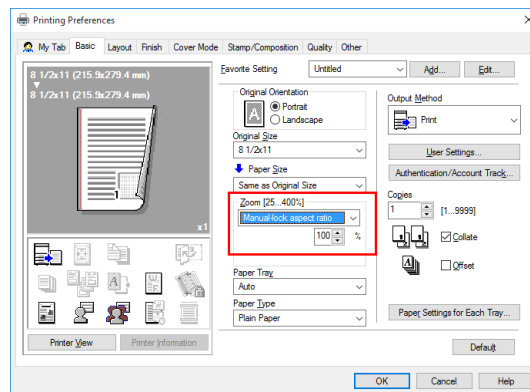 Printing Preferences
My Tab Basic Layout Finish Cover Mode Stamp/Composition Quality Other
8 1/2x11 (215.9x279.4 mm)
8 1/2x11 (215.9x279.4 mm)
1
x1
Printer View Printer Information
Favorite Setting Untitled Add... Edit...
Original Orientation
A
Portrait
Landscape
Original Size
8 1/2x11
Paper Size
Same as Original Size
Zoom [25...400%]
Manual-lock aspect ratio
100 %
Paper Tray
Auto
Paper Type
Plain Paper
Output Method
Print
User Settings...
Authentication/Account Track...
Copies
1 [1...9999]
Collate
Offset
Paper Settings for Each Tray...
Default
OK Cancel Help